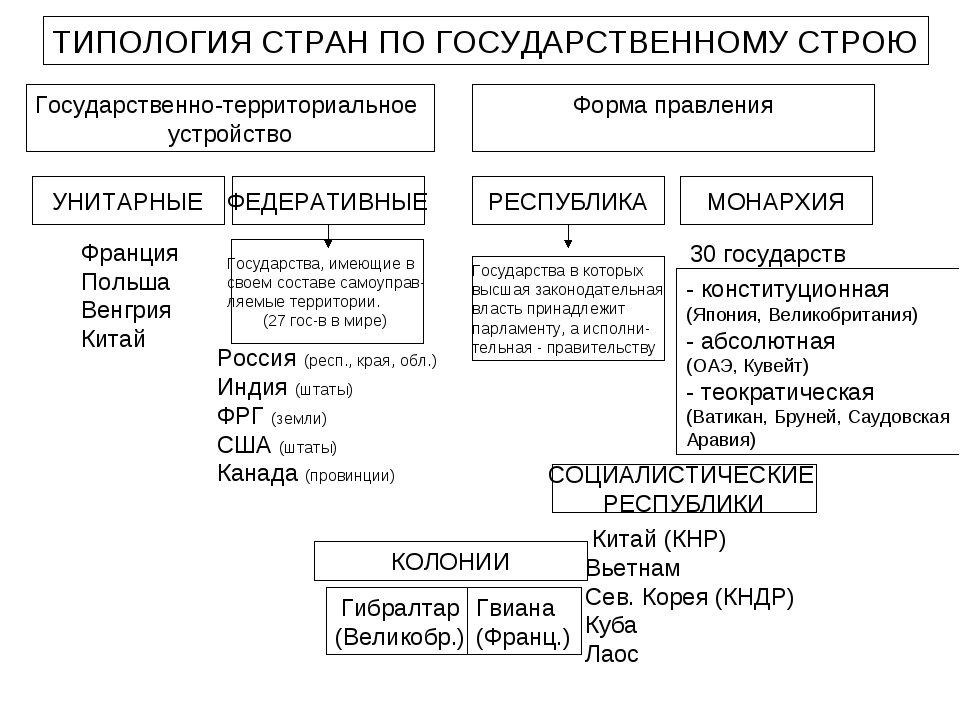 ТИПОЛОГИЯ СТРАН ПО ГОСУДАРСТВЕННОМУ СТРОЮ
Государственно-территориальное
устройство
Форма правления
УНИТАРНЫЕ
ФЕДЕРАТИВНЫЕ
РЕСПУБЛИКА
МОНАРХИЯ
Франция
Польша
Венгрия
Китай
Государства, имеющие в
своем составе самоуправ-
ляемые территории.
(27 гос-в в мире)
Россия (респ., края, обл.)
Индия (штаты)
ФРГ (земли)
США (штаты)
Канада (провинции)
Государства в которых
высшая законодательная
власть принадлежит
парламенту, а исполни-
тельная - правительству
30 государств
- конституционная
(Япония, Великобритания)
- абсолютная
(ОАЭ, Кувейт)
- теократическая
(Ватикан, Бруней, Саудовская
Аравия)
СОЦИАЛИСТИЧЕСКИЕ
РЕСПУБЛИКИ
Китай (КНР)
Вьетнам
Сев. Корея (КНДР)
Куба
Лаос
КОЛОНИИ
Гибралтар
(Великобр.)
Гвиана
(Франц.)